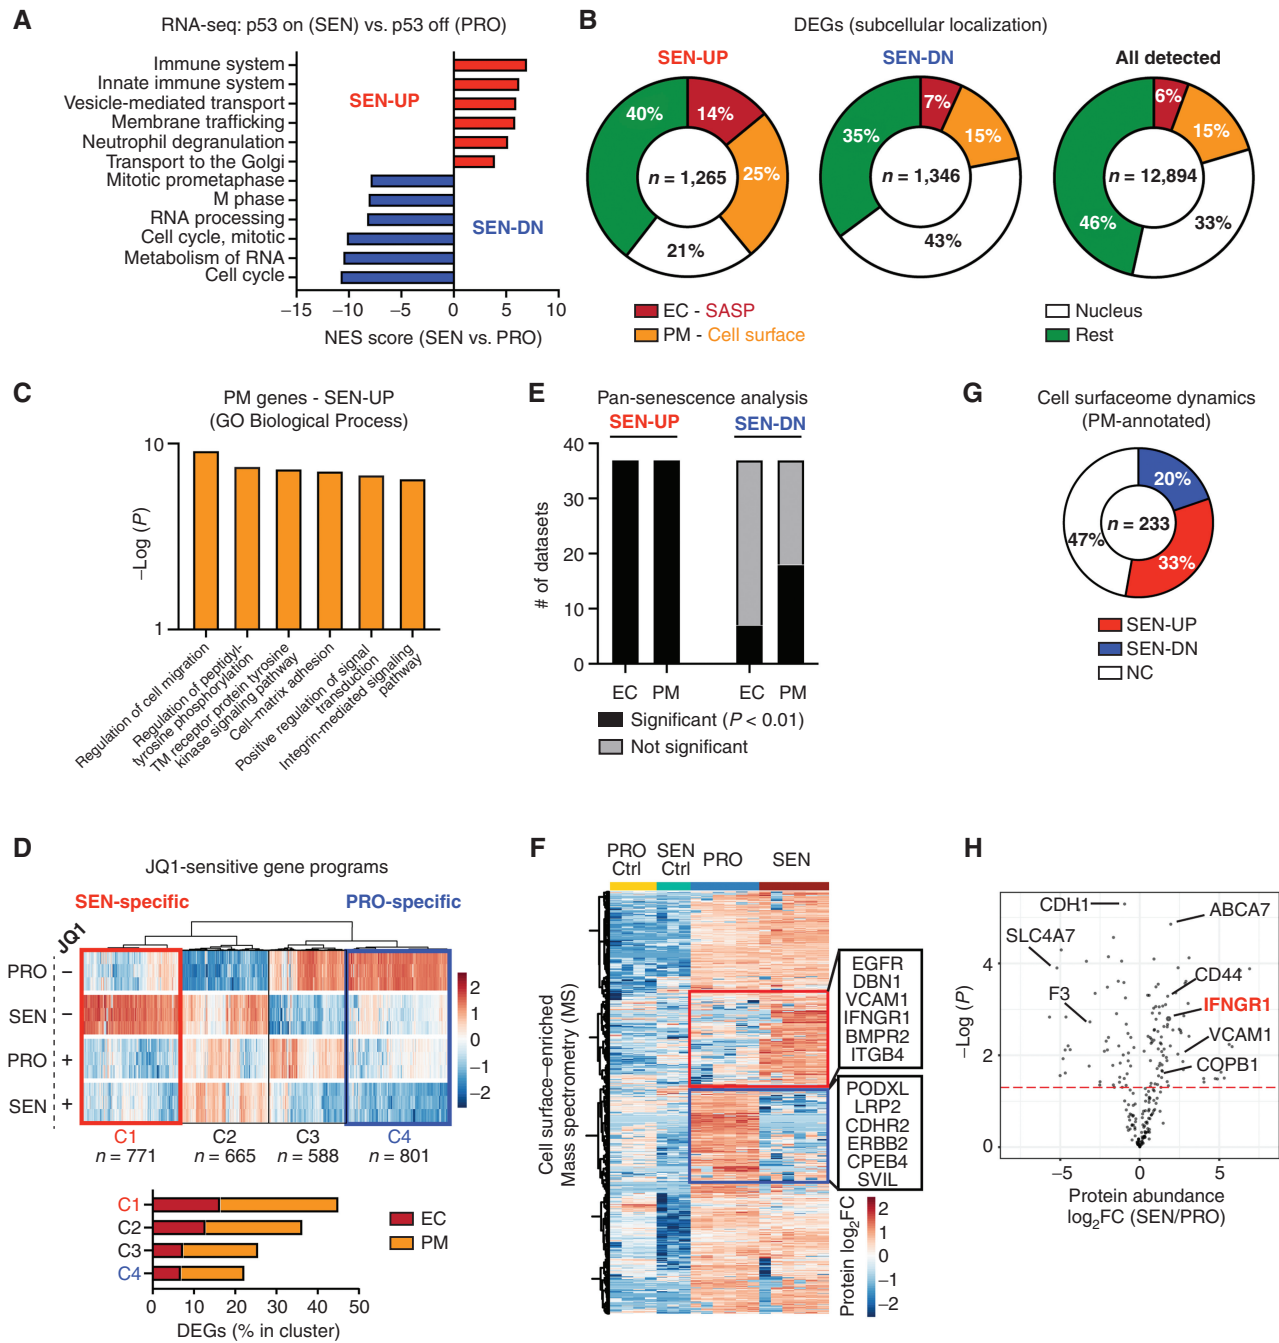 A
RNA-seq: p53 on (SEN) vs. p53 off (PRO)
Immune system
Innate immune system
Vesicle-mediated transport
Membrane trafficking
Neutrophil degranulation
Transport to the Golgi
Mitotic prometaphase
M phase
RNA processing
Cell cycle, mitotic
Metabolism of RNA
Cell cycle
SEN-UP
SEN-DN
−15 −10 −5 0 5 10
NES score (SEN vs. PRO)
B
DEGs (subcellular localization)
SEN-UP
SEN-DN
All detected
40%
14%
25%
21%
n = 1,265
7%
15%
35%
43%
n = 1,346
6%
15%
33%
46%
n = 12,894
EC - SASP
PM - Cell surface
Nucleus
Rest
C
PM genes - SEN-UP
(GO Biological Process)
−Log (P)
10
1
Regulation of cell migration
Regulation of peptidyl-
tyrosine phosphorylation
TM receptor protein tyrosine
kinase signaling pathway
Cell–matrix adhesion
Positive regulation of signal
transduction
Integrin-mediated signaling
pathway
E
Pan-senescence analysis
SEN-UP
SEN-DN
# of datasets
40
30
20
10
0
EC PM EC PM
Significant (P < 0.01)
Not significant
G
Cell surfaceome dynamics
(PM-annotated)
20%
33%
47%
n = 233
SEN-UP
SEN-DN
NC
D
JQ1-sensitive gene programs
SEN-specific
PRO-specific
JQ1
PRO −
SEN −
PRO +
SEN +
2
1
0
−1
−2
C1 C2 C3 C4
n = 771 n = 665 n = 588 n = 801
C1
C2
C3
C4
EC
PM
0 10 20 30 40 50
DEGs (% in cluster)
F
PRO
Ctrl
SEN
Ctrl
PRO
SEN
Cell surface–enriched
Mass spectrometry (MS)
EGFR
DBN1
VCAM1
IFNGR1
BMPR2
ITGB4
PODXL
LRP2
CDHR2
ERBB2
CPEB4
SVIL
Protein log2FC
2
1
0
−1
−2
H
CDH1
ABCA7
SLC4A7
CD44
F3
IFNGR1
VCAM1
COPB1
−Log (P)
4
2
0
−5 0 5
Protein abundance
log2FC (SEN/PRO)